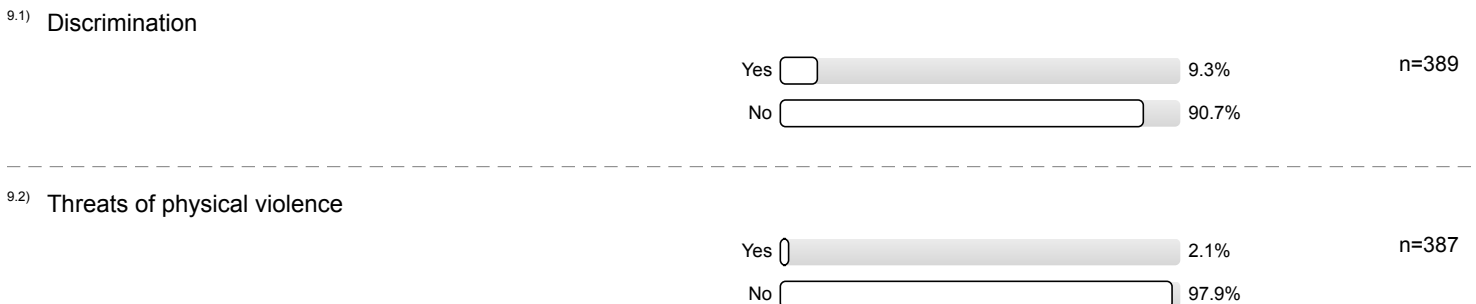 9.1) Discrimination
Yes 9.3% n=389
No 90.7%
9.2) Threats of physical violence
Yes 2.1% n=387
No 97.9%